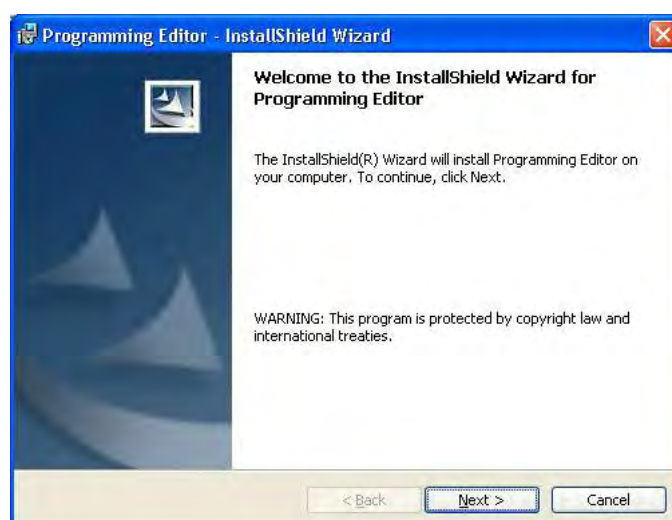 Programming Editor - InstallShield Wizard
Welcome to the InstallShield Wizard for
Programming Editor
The InstallShield(R) Wizard will install Programming Editor on
your computer. To continue, click Next.
WARNING: This program is protected by copyright law and
international treaties.
< Back Next > Cancel